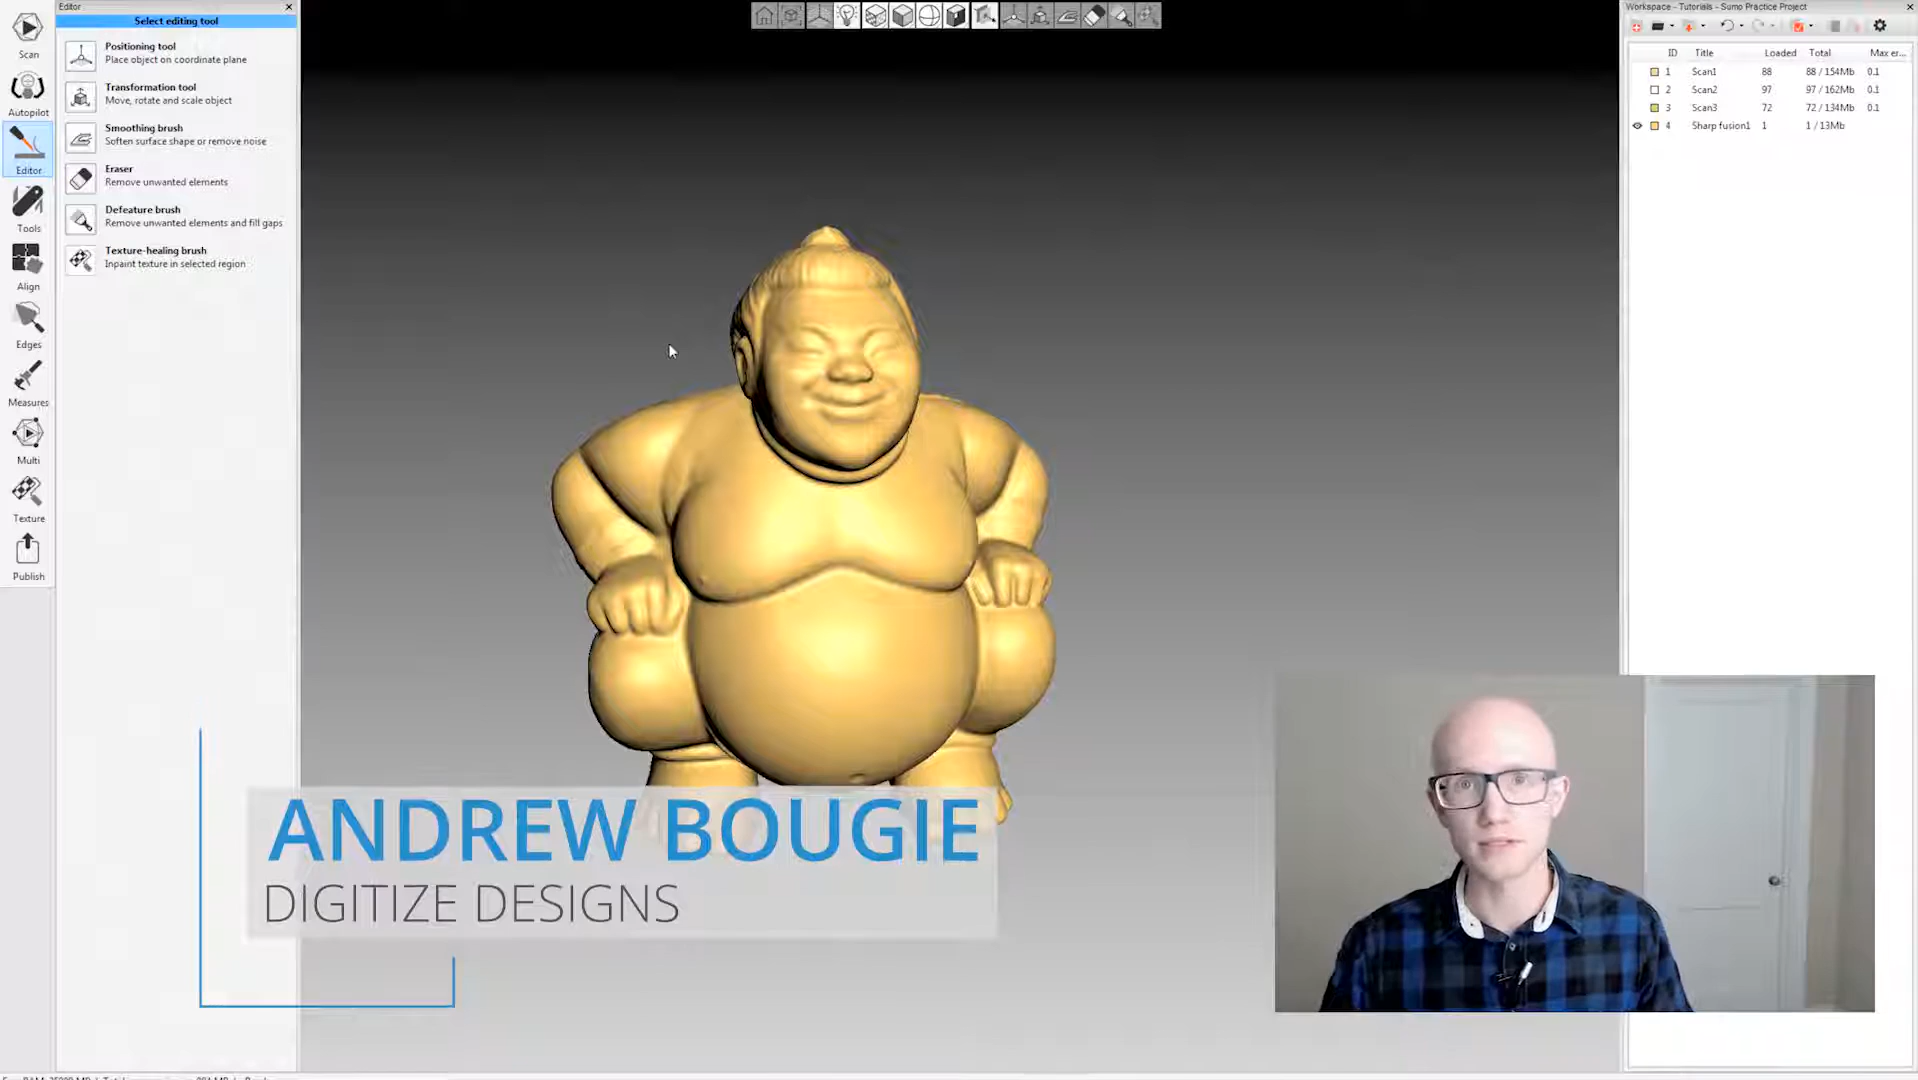 Editor
Select editing tool
Positioning tool
Place object on coordinate plane
Transformation tool
Move, rotate and scale object
Smoothing brush
Soften surface shape or remove noise
Eraser
Remove unwanted elements
Defeature brush
Remove unwanted elements and fill gaps
Texture-healing brush
Inpaint texture in selected region
Scan
Autopilot
Editor
Tools
Align
Edges
Measures
Multi
Texture
Publish
Workspace - Tutorials - Sumo Practice Project
ID Title Loaded Total Max er...
1 Scan1 88 88 / 154Mb 0.1
2 Scan2 97 97 / 162Mb 0.1
3 Scan3 72 72 / 134Mb 0.1
4 Sharp fusion1 1 1 / 13Mb
ANDREW BOUGIE
DIGITIZE DESIGNS